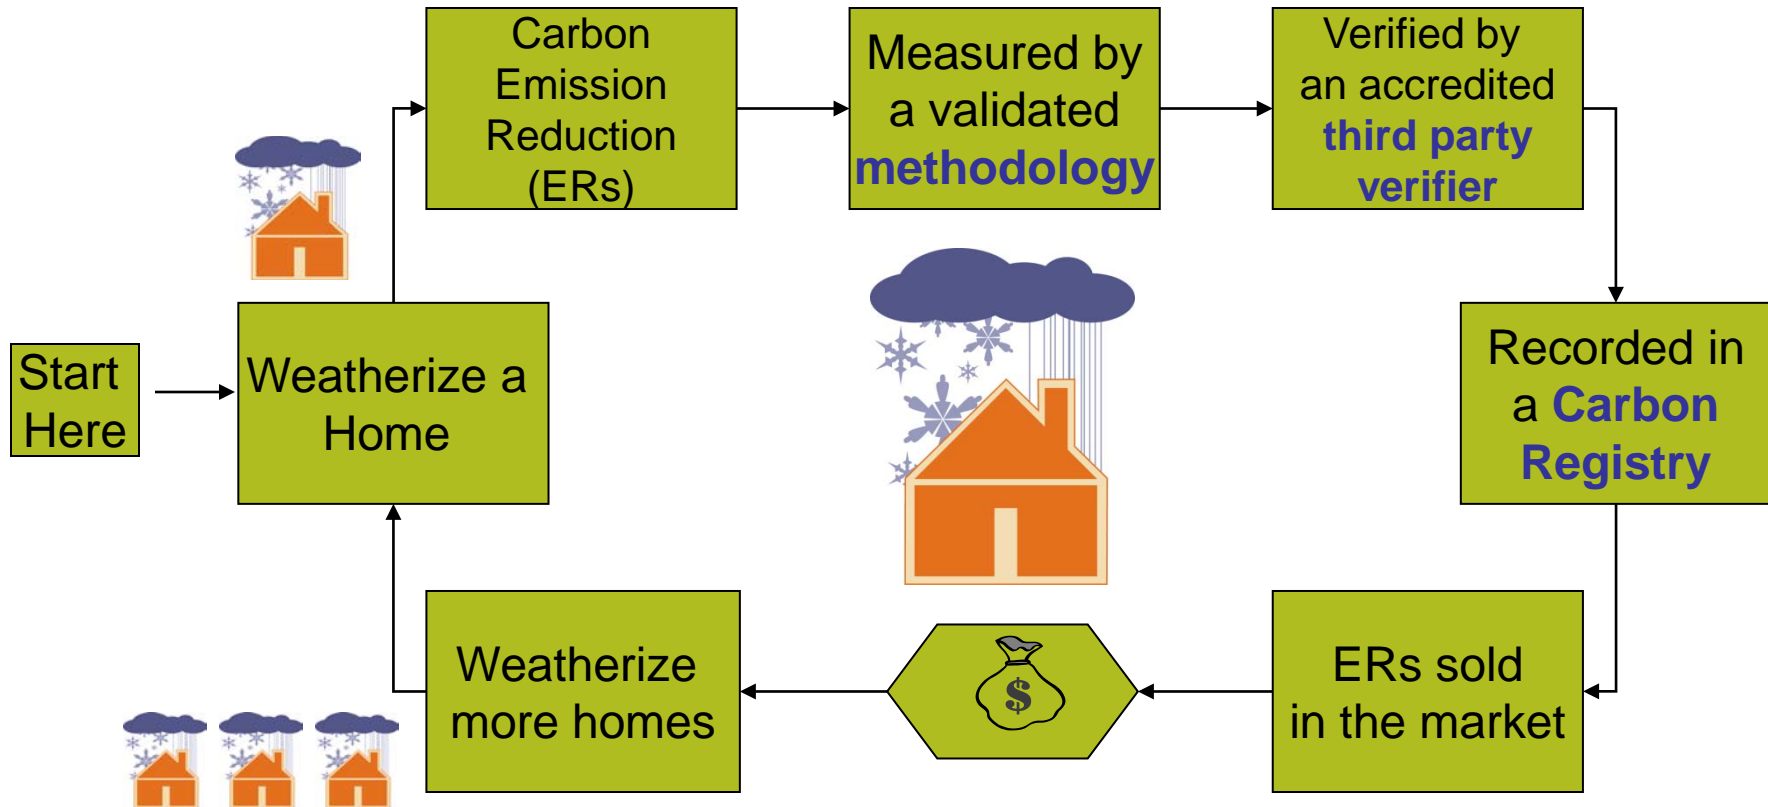 Start
Here
Weatherize a
Home
Carbon
Emission
Reduction
(ERs)
Measured by
a validated
methodology
Verified by
an accredited
third party
verifier
Recorded in
a Carbon
Registry
ERs sold
in the market
$
Weatherize
more homes